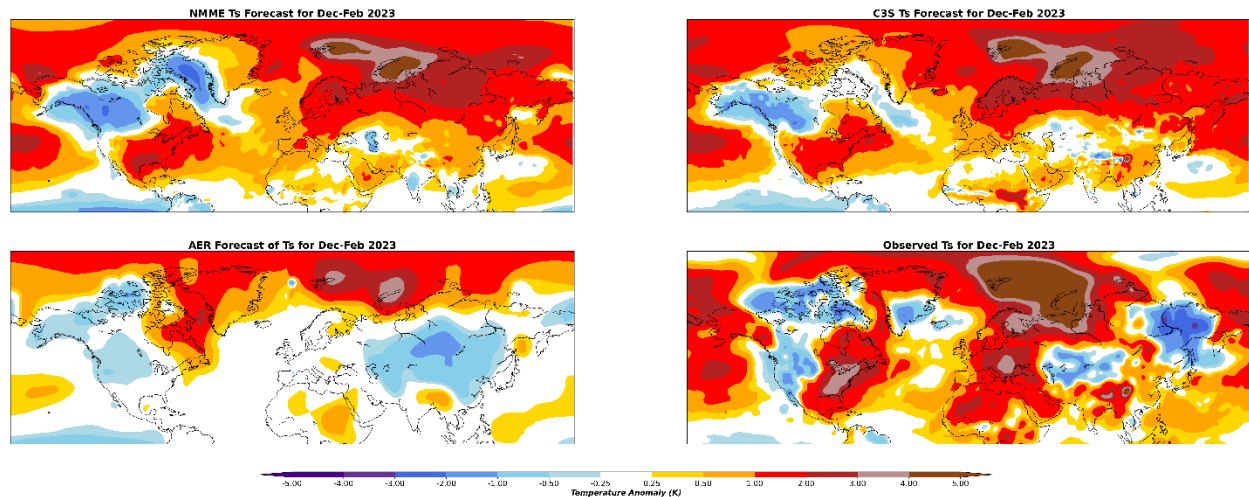 NMME Ts Forecast for Dec-Feb 2023
C3S Ts Forecast for Dec-Feb 2023
AER Forecast of Ts for Dec-Feb 2023
Observed Ts for Dec-Feb 2023
-5.00 -4.00 -3.00 -2.00 -1.00 -0.50 -0.25 0.25 0.50 1.00 2.00 3.00 4.00 5.00
Temperature Anomaly (K)